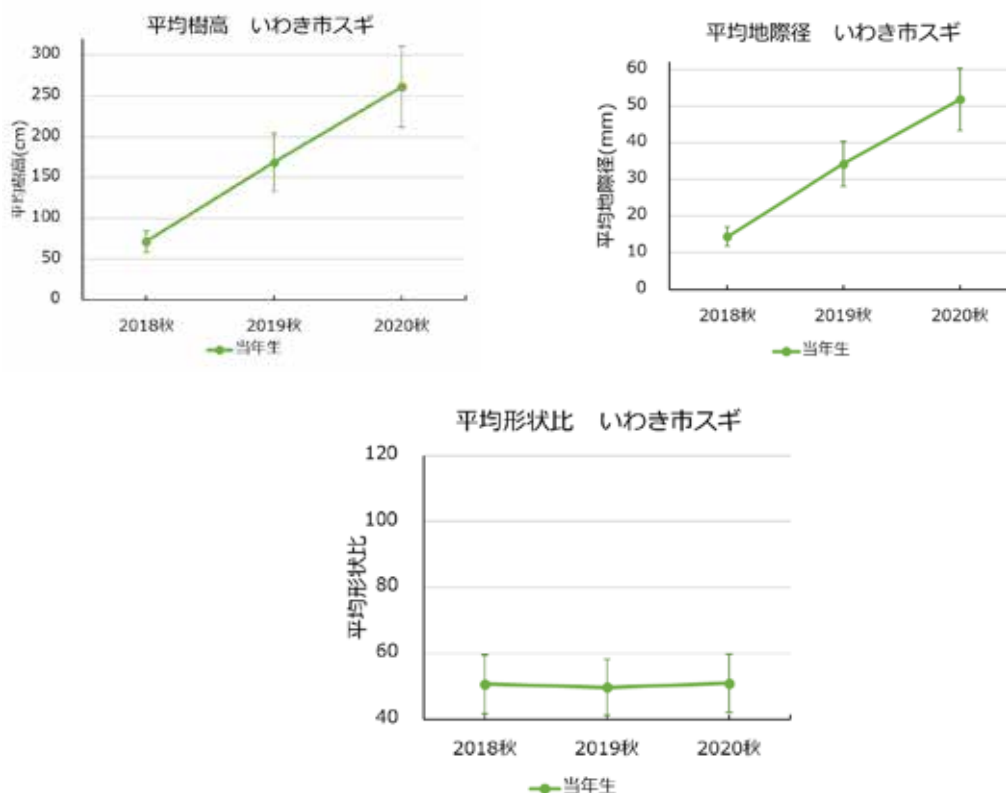 平均樹高　いわき市スギ
平均樹高(cm)
300
250
200
150
100
50
0
2018秋
2019秋
2020秋
当年生
平均地際径　いわき市スギ
平均地際径(mm)
60
50
40
30
20
10
0
2018秋
2019秋
2020秋
当年生
平均形状比　いわき市スギ
平均形状比
120
100
80
60
40
2018秋
2019秋
2020秋
当年生